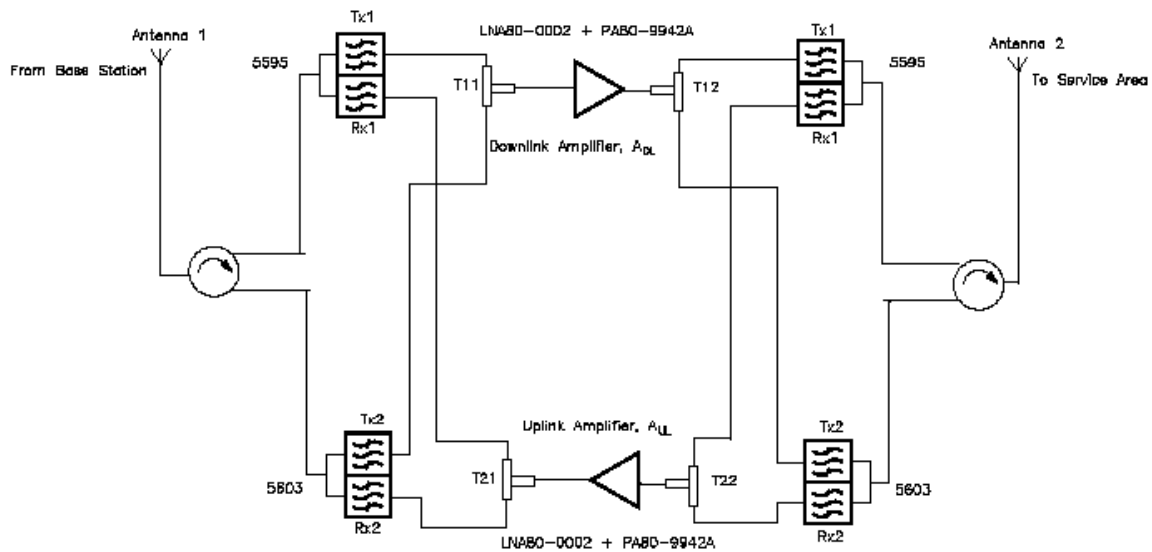 Tx1
LNA80-0002 + PA80-9942A
Tx1
Antenna 1
Antenna 2
5595
5595
From Base Station
To Service Area
T11
T12
Rx1
Rx1
Downlink Amplifier, ADL
Tx2
Uplink Amplifier, AUL
Tx2
T21
T22
5603
5603
Rx2
Rx2
LNA80-0002 + PA80-9942A